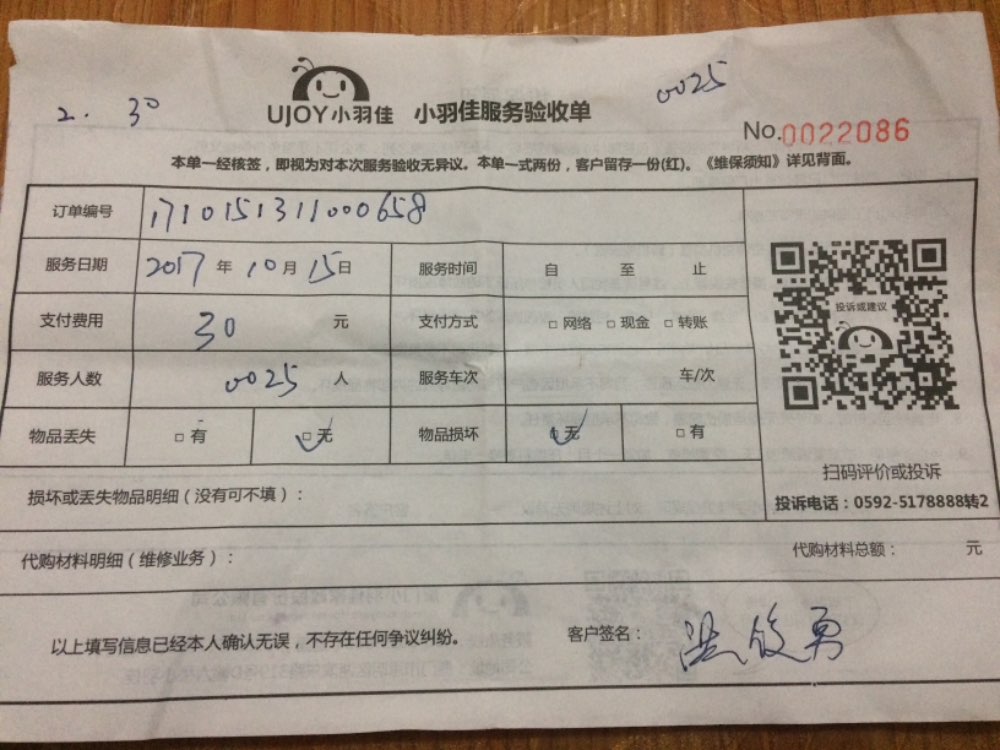 2. 30
UJOY小羽佳 小羽佳服务验收单
0025
No.0022086
本单一经核签，即视为对本次服务验收无异议。本单一式两份，客户留存一份(红)。《维保须知》详见背面。
订单编号 1710151311000658
服务日期 2017 年 10 月 15 日 服务时间 自 至 止
投诉或建议
支付费用 30 元 支付方式 □ 网络 □ 现金 □ 转账
服务人数 0025 人 服务车次 车/次
物品丢失 □ 有 □ 无 物品损坏 □ 无 □ 有
扫码评价或投诉
投诉电话：0592-5178888转2
损坏或丢失物品明细（没有可不填）：
代购材料明细（维修业务）： 代购材料总额： 元
以上填写信息已经本人确认无误，不存在任何争议纠纷。 客户签名：